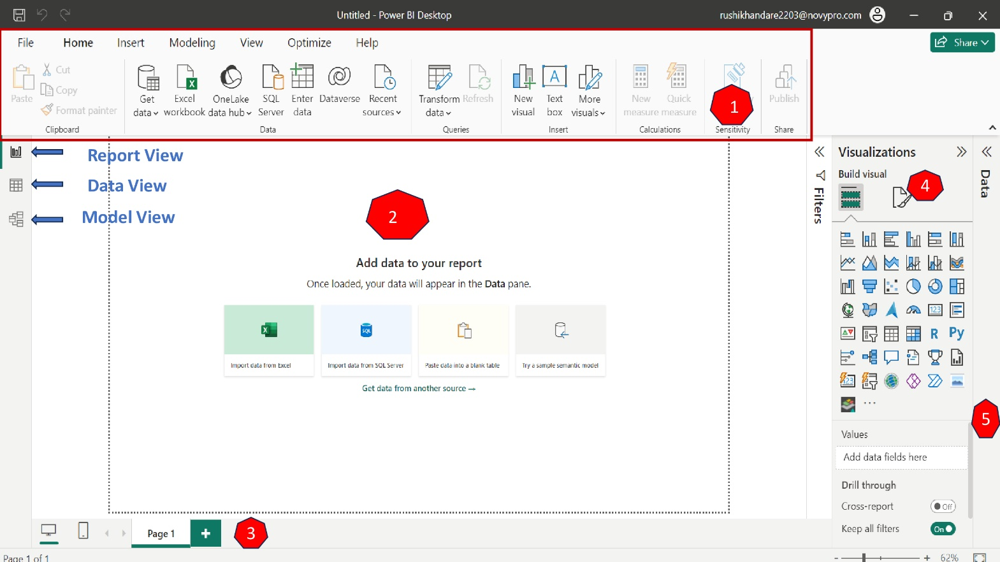 Untitled - Power BI Desktop
rushikhandare2203@novypro.com
File Home Insert Modeling View Optimize Help
Share
Paste
Cut
Copy
Format painter
Clipboard
Get data
Excel workbook
OneLake data hub
SQL Server
Enter data
Dataverse
Recent sources
Data
Transform data
Refresh
Queries
New visual
Text box
More visuals
Insert
New measure
Quick measure
Calculations
1
Sensitivity
Publish
Share
Report View
Data View
Model View
2
Add data to your report
Once loaded, your data will appear in the Data pane.
SQL
Import data from Excel
Import data from SQL Server
Paste data into a blank table
Try a sample semantic model
Get data from another source →
Filters
Visualizations
Build visual
4
123
R
Py
123
...
Values
Add data fields here
Drill through
Cross-report
Off
Keep all filters
On
Data
5
Page 1
+
3
Page 1 of 1
- + 62%